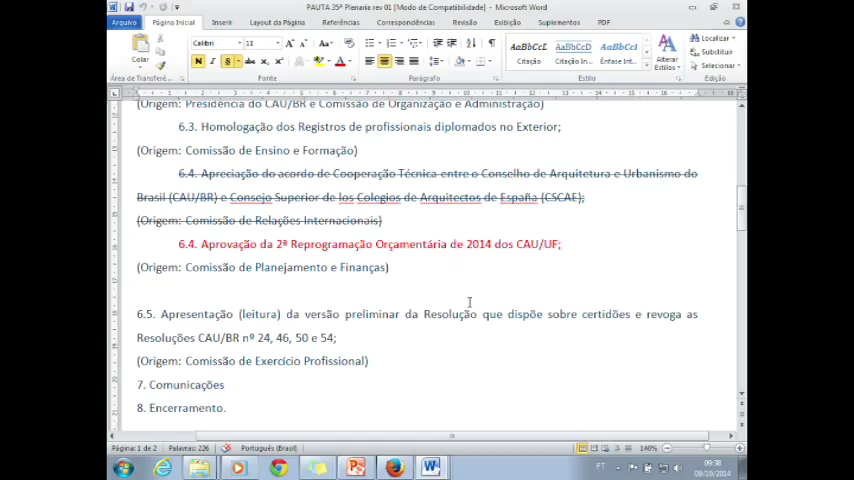 PAUTA 35ª Plenaria rev 01 [Modo de Compatibilidade] - Microsoft Word
Arquivo Página Inicial Inserir Layout da Página Referências Correspondências Revisão Exibição Suplementos PDF
Calibri 11 Aa
AaBbCcL AaBbCcL AaBbCcI
Localizar
Substituir
Selecionar
Colar
N I S
Citação Citação In... Ênfase Int...
Alterar
Estilos
Área de Transferê... Fonte Parágrafo Estilo Edição
(Origem: Presidência do CAU/BR e Comissão de Organização e Administração)
6.3. Homologação dos Registros de profissionais diplomados no Exterior;
(Origem: Comissão de Ensino e Formação)
6.4. Apreciação do acordo de Cooperação Técnica entre o Conselho de Arquitetura e Urbanismo do
Brasil (CAU/BR) e Consejo Superior de los Colegios de Arquitectos de España (CSCAE);
(Origem: Comissão de Relações Internacionais)
6.4. Aprovação da 2ª Reprogramação Orçamentária de 2014 dos CAU/UF;
(Origem: Comissão de Planejamento e Finanças)
6.5. Apresentação (leitura) da versão preliminar da Resolução que dispõe sobre certidões e revoga as
Resoluções CAU/BR nº 24, 46, 50 e 54;
(Origem: Comissão de Exercício Profissional)
7. Comunicações
8. Encerramento.
Página: 1 de 2 Palavras: 226 Português (Brasil) 140%
PT 09:38
09/10/2014